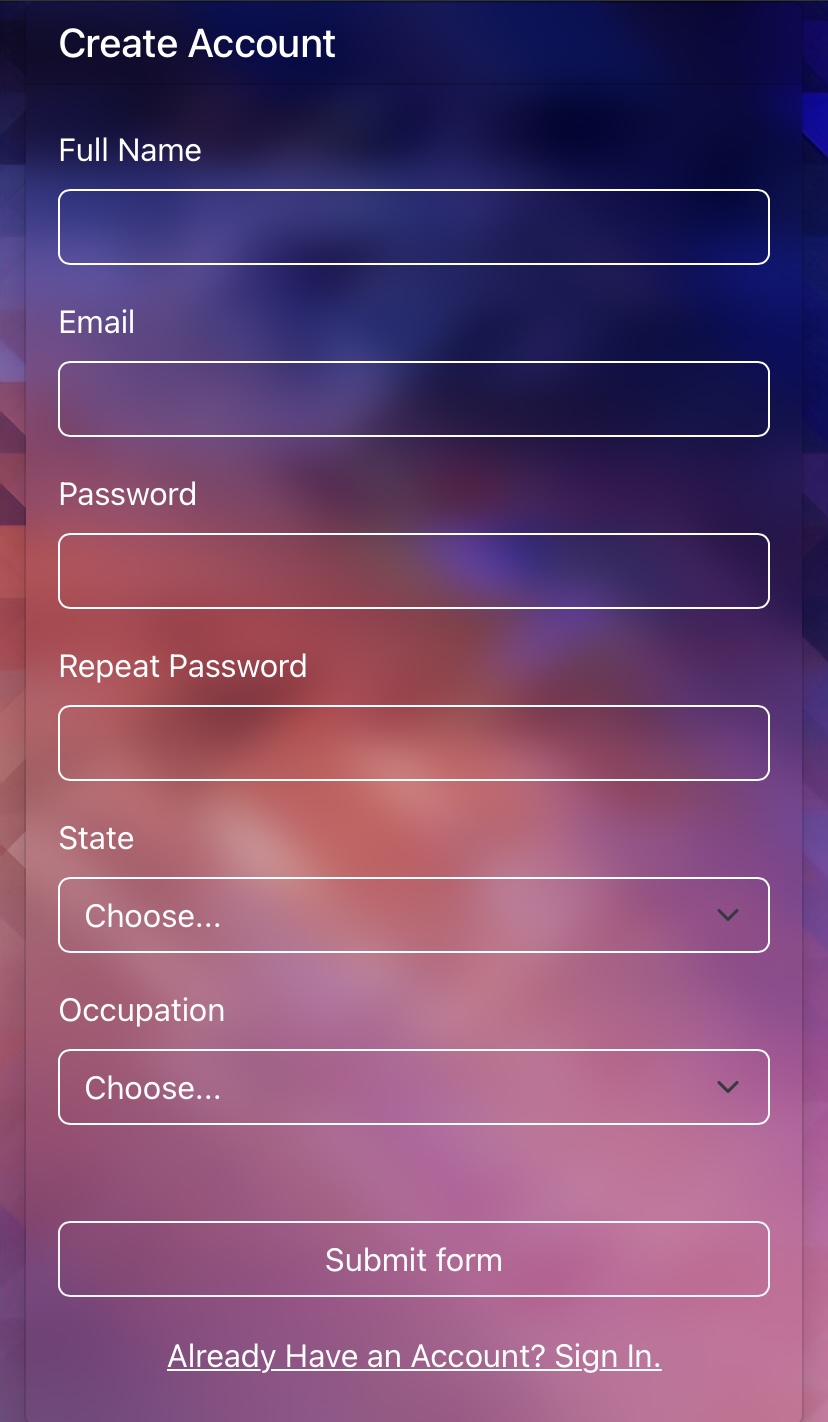 Create Account
Full Name
Email
Password
Repeat Password
State
Choose...
Occupation
Choose...
Submit form
Already Have an Account? Sign In.